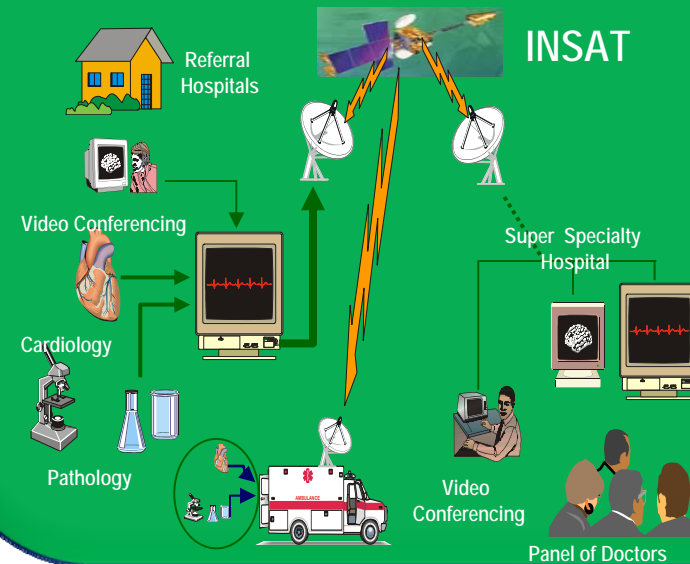 INSAT
Referral
Hospitals
Video Conferencing
Super Specialty
Hospital
Cardiology
Pathology
AMBULANCE
Video
Conferencing
Panel of Doctors